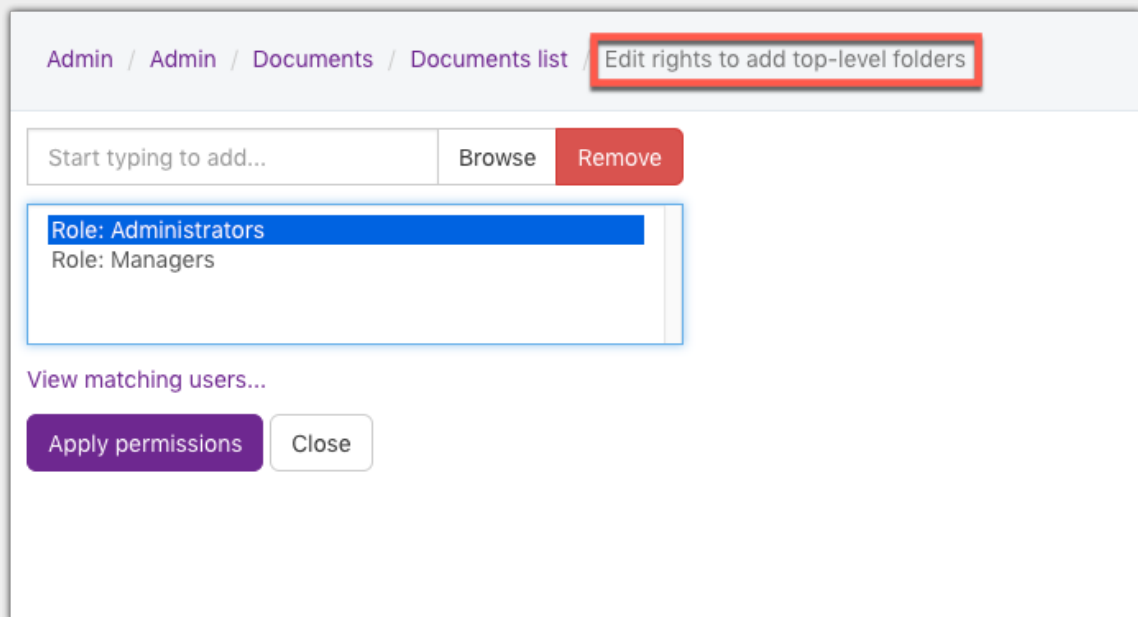 Admin / Admin / Documents / Documents list / Edit rights to add top-level folders
Start typing to add... Browse Remove
Role: Administrators
Role: Managers
View matching users...
Apply permissions Close